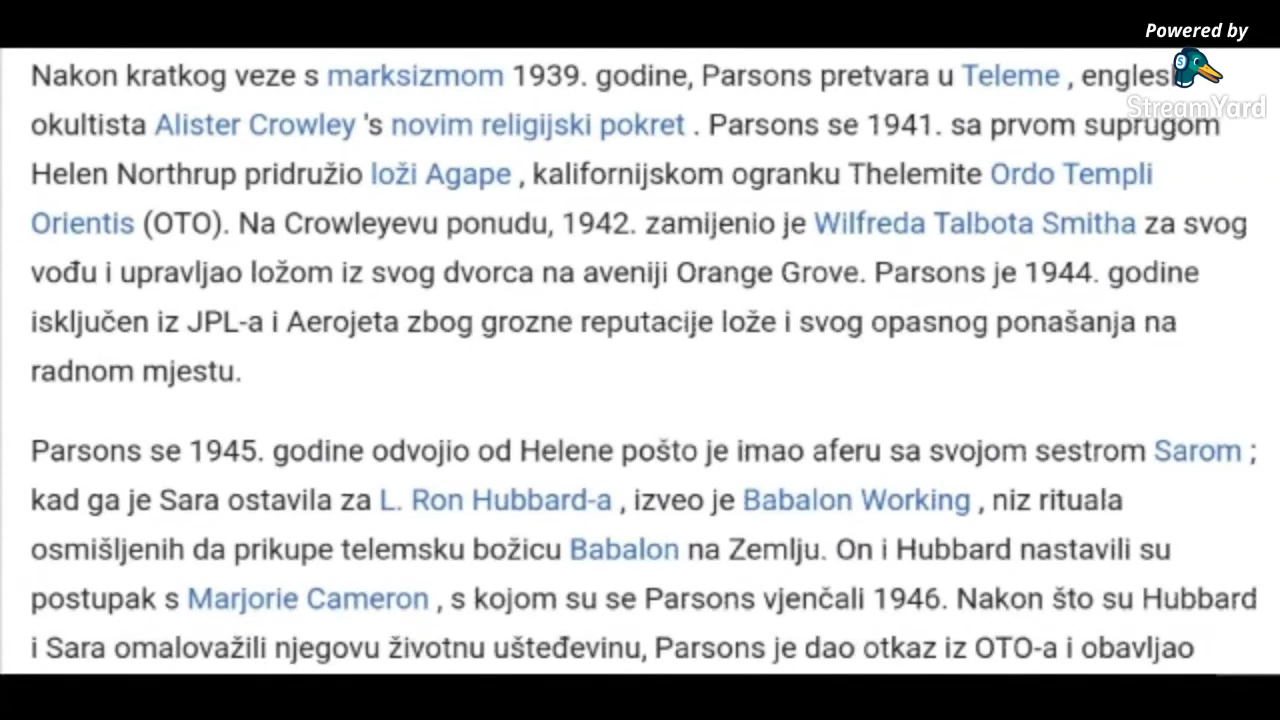 Powered by
StreamYard
Nakon kratkog veze s marksizmom 1939. godine, Parsons pretvara u Teleme , engles
okultista Alister Crowley 's novim religijski pokret . Parsons se 1941. sa prvom suprugom
Helen Northrup pridružio loži Agape , kalifornijskom ogranku Thelemite Ordo Templi
Orientis (OTO). Na Crowleyevu ponudu, 1942. zamijenio je Wilfreda Talbota Smitha za svog
vođu i upravljao ložom iz svog dvorca na aveniji Orange Grove. Parsons je 1944. godine
isključen iz JPL-a i Aerojeta zbog grozne reputacije lože i svog opasnog ponašanja na
radnom mjestu.
Parsons se 1945. godine odvojio od Helene pošto je imao aferu sa svojom sestrom Sarom ;
kad ga je Sara ostavila za L. Ron Hubbard-a , izveo je Babalon Working , niz rituala
osmišljenih da prikupe telemsku božicu Babalon na Zemlju. On i Hubbard nastavili su
postupak s Marjorie Cameron , s kojom su se Parsons vjenčali 1946. Nakon što su Hubbard
i Sara omalovažili njegovu životnu ušteđevinu, Parsons je dao otkaz iz OTO-a i obavljao